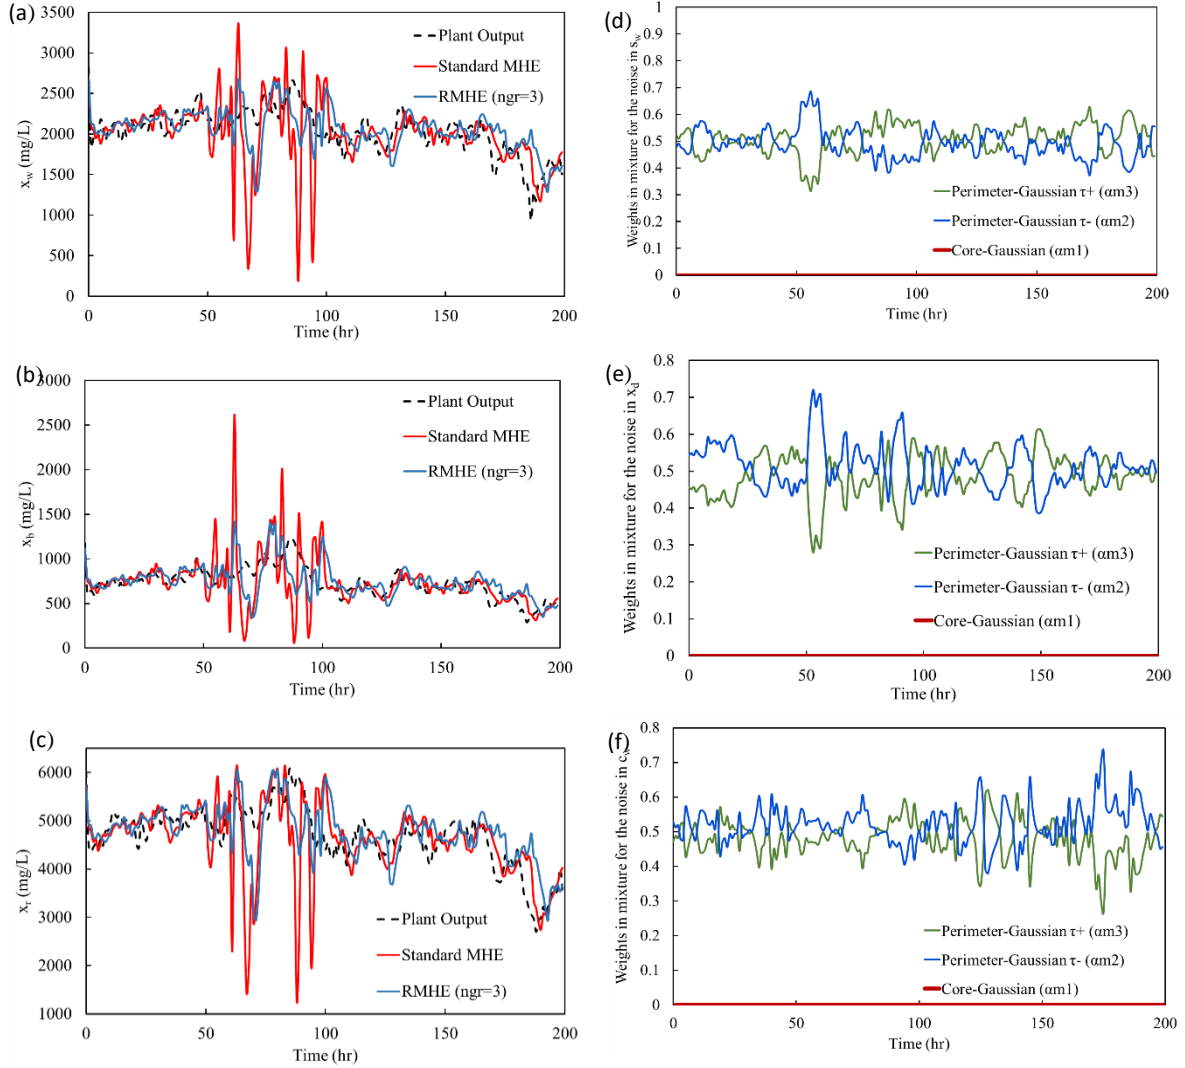 (a)
3500
3000
2500
2000
1500
1000
500
0
x_w (mg/L)
Plant Output
Standard MHE
RMHE (ngr=3)
0 50 100 150 200
Time (hr)
(b)
3000
2500
2000
1500
1000
500
0
x_b (mg/L)
Plant Output
Standard MHE
RMHE (ngr=3)
0 50 100 150 200
Time (hr)
(c)
6000
5000
4000
3000
2000
1000
x_r (mg/L)
Plant Output
Standard MHE
RMHE (ngr=3)
0 50 100 150 200
Time (hr)
(d)
1
0.9
0.8
0.7
0.6
0.5
0.4
0.3
0.2
0.1
0
Weights in mixture for the noise in s_w
Perimeter-Gaussian τ+ (αm3)
Perimeter-Gaussian τ- (αm2)
Core-Gaussian (αm1)
0 50 100 150 200
Time (hr)
(e)
0.8
0.7
0.6
0.5
0.4
0.3
0.2
0.1
0
Weights in mixture for the noise in x_d
Perimeter-Gaussian τ+ (αm3)
Perimeter-Gaussian τ- (αm2)
Core-Gaussian (αm1)
0 50 100 150 200
Time (hr)
(f)
0.8
0.7
0.6
0.5
0.4
0.3
0.2
0.1
0
Weights in mixture for the noise in
Perimeter-Gaussian τ+ (αm3)
Perimeter-Gaussian τ- (αm2)
Core-Gaussian (αm1)
0 50 100 150 200
Time (hr)